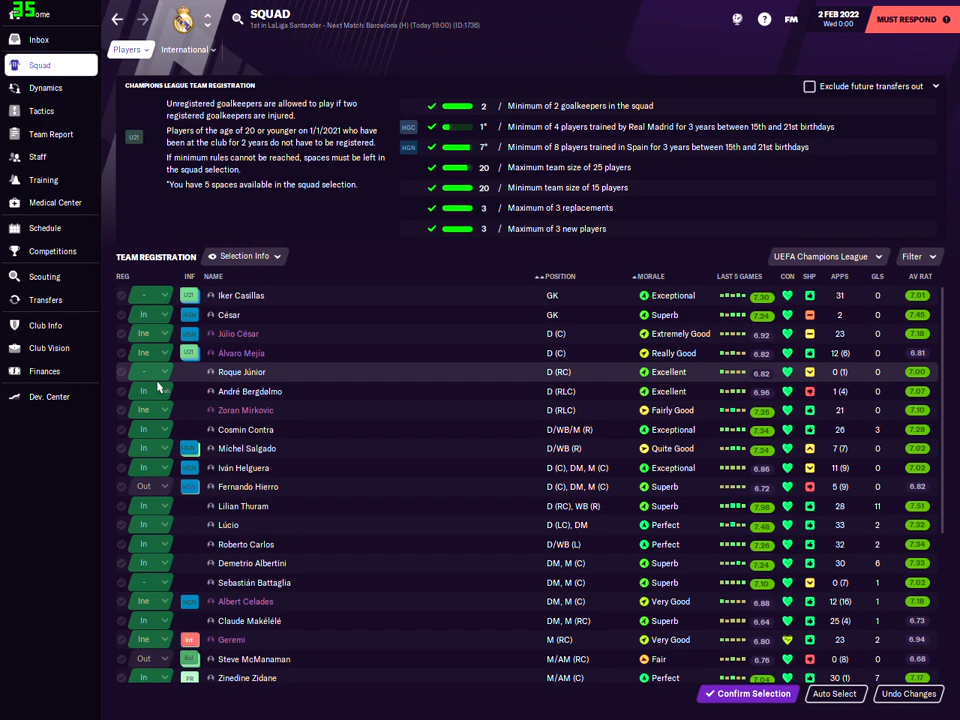 35
ome
SQUAD
1st in LaLiga Santander - Next Match: Barcelona (H) (Today 19:00) (ID:1736)
FM
2 FEB 2022
Wed 0:00
MUST RESPOND
Inbox
Squad
Dynamics
Tactics
Team Report
Staff
Training
Medical Center
Schedule
Competitions
Scouting
Transfers
Club Info
Club Vision
Finances
Dev. Center
Players
International
CHAMPIONS LEAGUE TEAM REGISTRATION
Exclude future transfers out
U21
Unregistered goalkeepers are allowed to play if two
registered goalkeepers are injured.
Players of the age of 20 or younger on 1/1/2021 who have
been at the club for 2 years do not have to be registered.
If minimum rules cannot be reached, spaces must be left in
the squad selection.
*You have 5 spaces available in the squad selection.
2 / Minimum of 2 goalkeepers in the squad
HGC 1* / Minimum of 4 players trained by Real Madrid for 3 years between 15th and 21st birthdays
HGN 7* / Minimum of 8 players trained in Spain for 3 years between 15th and 21st birthdays
20 / Maximum team size of 25 players
20 / Minimum team size of 15 players
3 / Maximum of 3 replacements
3 / Maximum of 3 new players
TEAM REGISTRATION Selection Info UEFA Champions League Filter
REG INF NAME POSITION MORALE LAST 5 GAMES CON SHP APPS GLS AV RAT
- U21 Iker Casillas GK Exceptional 7.30 31 0 7.01
In HGN César GK Superb 7.24 2 0 7.45
Ine HGN Júlio César D (C) Extremely Good 6.92 23 0 7.18
Ine U21 Álvaro Mejía D (C) Really Good 6.82 12 (6) 0 6.81
- Roque Júnior D (RC) Excellent 6.82 0 (1) 0 7.00
In André Bergdølmo D (RLC) Excellent 6.96 1 (4) 0 7.07
Ine Zoran Mirkovic D (RLC) Fairly Good 7.26 21 0 7.10
In Cosmin Contra D/WB/M (R) Exceptional 7.34 26 3 7.28
In HGN Míchel Salgado D/WB (R) Quite Good 7.24 7 (7) 0 7.02
In HGN Iván Helguera D (C), DM, M (C) Exceptional 6.86 11 (9) 0 7.02
Out HGN Fernando Hierro D (C), DM, M (C) Superb 6.72 5 (9) 0 6.82
In Lilian Thuram D (RC), WB (R) Superb 7.98 28 11 7.51
In Lúcio D (LC), DM Perfect 7.48 33 2 7.32
In Roberto Carlos D/WB (L) Perfect 7.26 32 2 7.34
In Demetrio Albertini DM, M (C) Superb 7.24 30 6 7.33
- Sebastián Battaglia DM, M (C) Superb 7.10 0 (7) 1 7.02
Ine HGN Albert Celades DM, M (C) Very Good 6.88 12 (16) 1 7.18
In Claude Makélélé DM, M (RC) Superb 6.64 25 (4) 1 6.73
Ine Int Geremi M (RC) Very Good 6.80 23 2 6.94
Out Steve McManaman M/AM (RC) Fair 6.76 0 (8) 0 6.68
In PR Zinedine Zidane M/AM (C) Perfect 7.04 30 (1) 7 7.17
Confirm Selection Auto Select Undo Changes